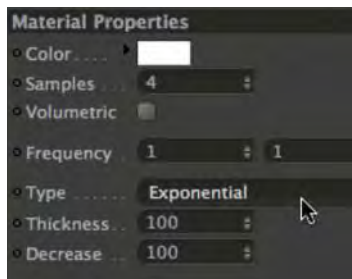 Material Properties
Color....
Samples ... 4
Volumetric
Frequency . 1 1
Type ...... Exponential
Thickness.. 100
Decrease .. 100